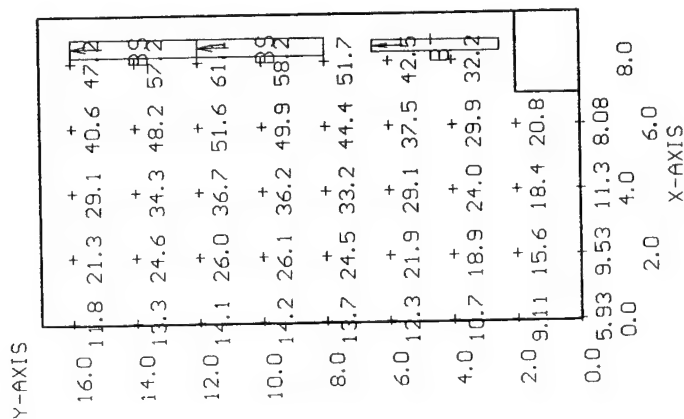 Y-AXIS
16.0 11.8 21.3 29.1 40.6 47.2
BS
14.0 13.3 24.6 34.3 48.2 57.2
12.0 14.1 26.0 36.7 51.6 61.1
BS
10.0 14.2 26.1 36.2 49.9 58.2
8.0 13.7 24.5 33.2 44.4 51.7
6.0 12.3 21.9 29.1 37.5 42.5
B
4.0 10.7 18.9 24.0 29.9 32.2
2.0 9.11 15.6 18.4 20.8
0.0 5.93 9.53 11.3 8.08
0.0 2.0 4.0 6.0 8.0
X-AXIS